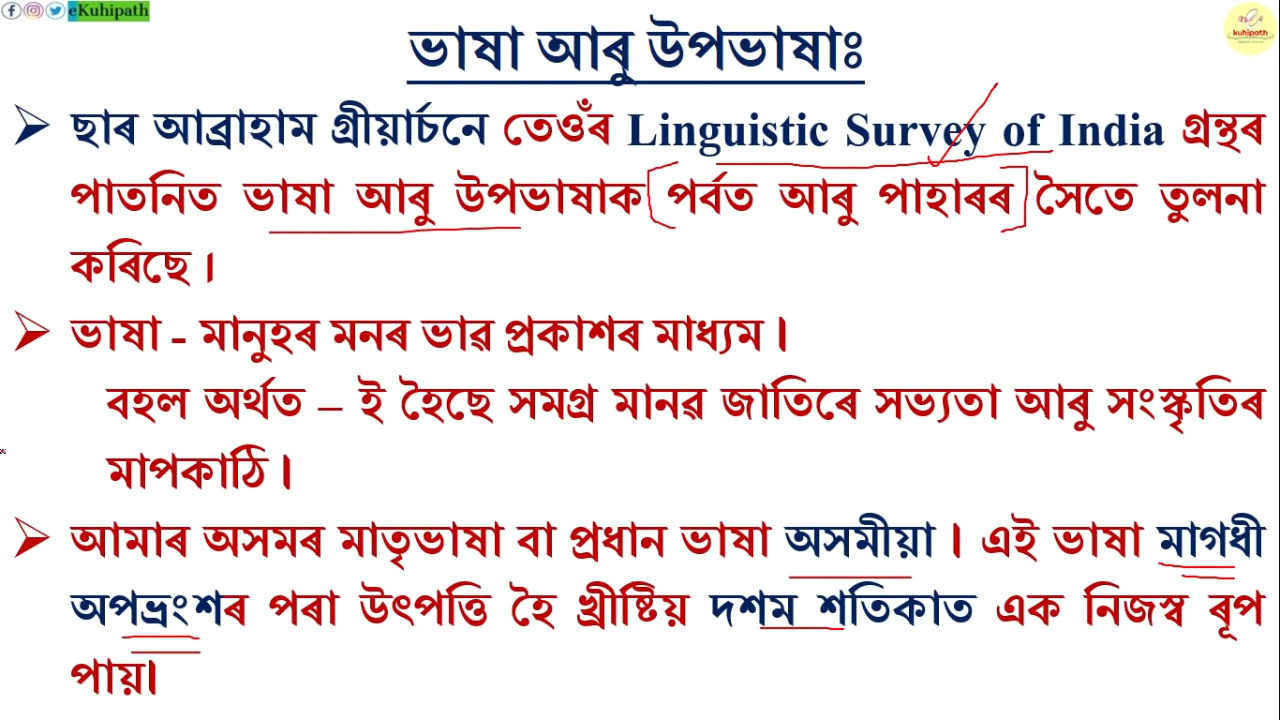 eKuhipath
kuhipath
ভাষা আৰু উপভাষাঃ
ছাৰ আব্ৰাহাম গ্ৰীয়াৰ্চনে তেওঁৰ Linguistic Survey of India গ্ৰন্থৰ
পাতনিত ভাষা আৰু উপভাষাক পৰ্বত আৰু পাহাৰৰ সৈতে তুলনা
কৰিছে।
ভাষা - মানুহৰ মনৰ ভাৱ প্ৰকাশৰ মাধ্যম।
বহল অৰ্থত – ই হৈছে সমগ্ৰ মানৱ জাতিৰে সভ্যতা আৰু সংস্কৃতিৰ
মাপকাঠি।
আমাৰ অসমৰ মাতৃভাষা বা প্ৰধান ভাষা অসমীয়া। এই ভাষা মাগধী
অপভ্ৰংশৰ পৰা উৎপত্তি হৈ খ্ৰীষ্টিয় দশম শতিকাত এক নিজস্ব ৰূপ
পায়।